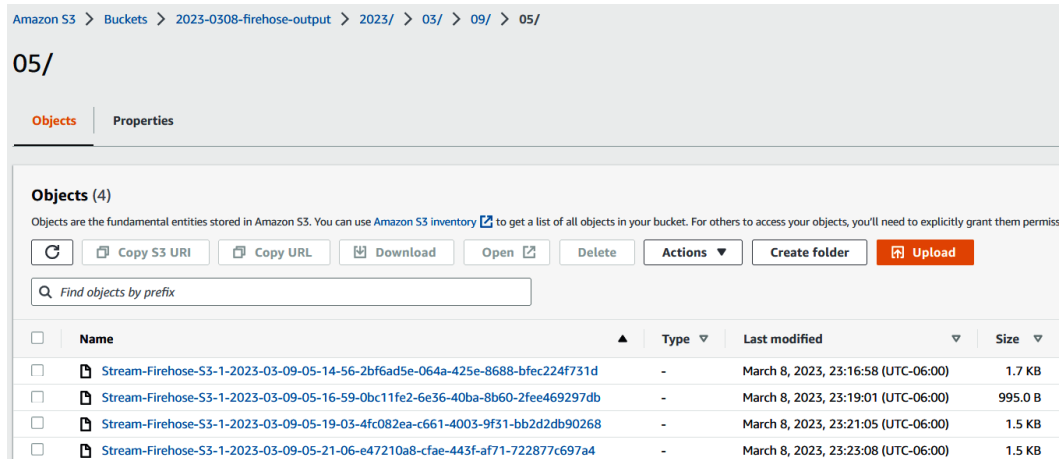 Amazon S3 > Buckets > 2023-0308-firehose-output > 2023/ > 03/ > 09/ > 05/
05/
Objects Properties
Objects (4)
Objects are the fundamental entities stored in Amazon S3. You can use Amazon S3 inventory to get a list of all objects in your bucket. For others to access your objects, you'll need to explicitly grant them permiss
Copy S3 URI Copy URL Download Open Delete Actions Create folder Upload
Find objects by prefix
Name Type Last modified Size
Stream-Firehose-S3-1-2023-03-09-05-14-56-2bf6ad5e-064a-425e-8688-bfec224f731d - March 8, 2023, 23:16:58 (UTC-06:00) 1.7 KB
Stream-Firehose-S3-1-2023-03-09-05-16-59-0bc11fe2-6e36-40ba-8b60-2fee469297db - March 8, 2023, 23:19:01 (UTC-06:00) 995.0 B
Stream-Firehose-S3-1-2023-03-09-05-19-03-4fc082ea-c661-4003-9f31-bb2d2db90268 - March 8, 2023, 23:21:05 (UTC-06:00) 1.5 KB
Stream-Firehose-S3-1-2023-03-09-05-21-06-e47210a8-cfae-443f-af71-722877c697a4 - March 8, 2023, 23:23:08 (UTC-06:00) 1.5 KB